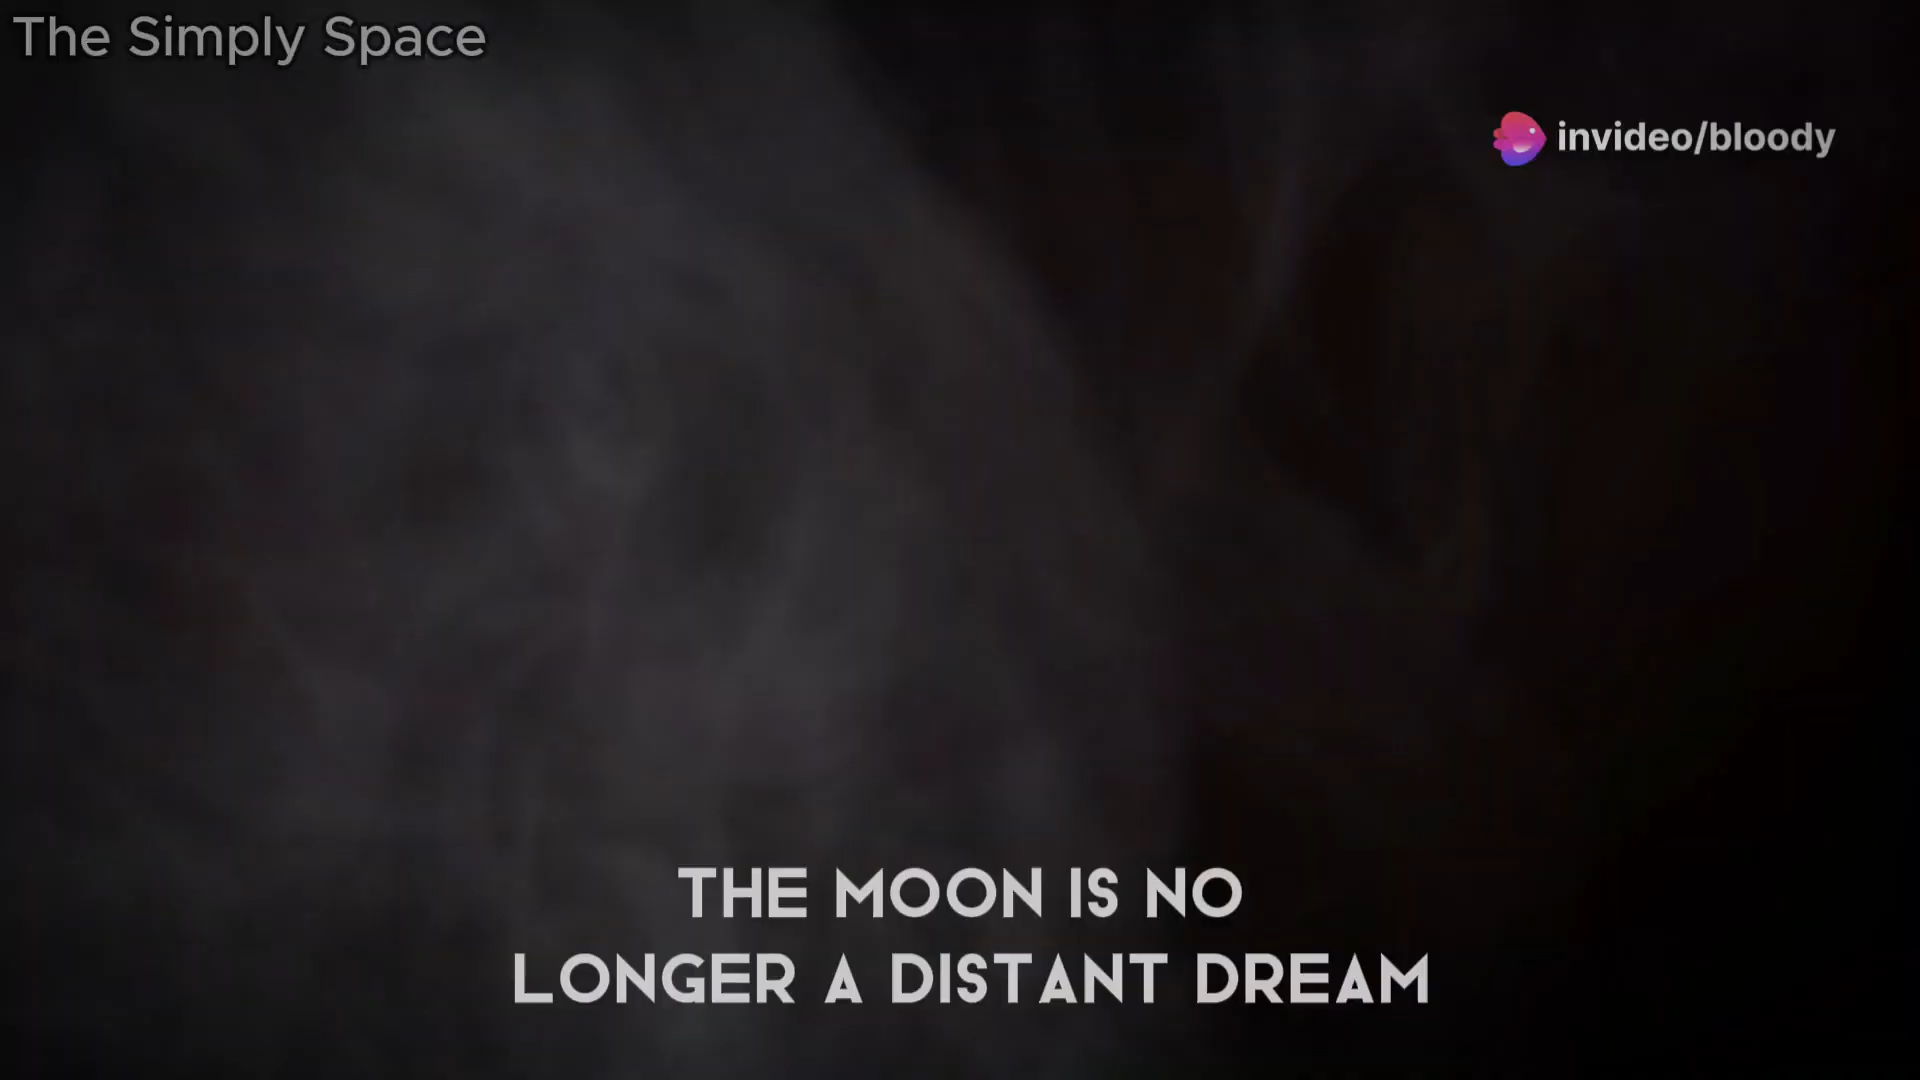 The Simply Space
invideo/bloody
THE MOON IS NO
LONGER A DISTANT DREAM